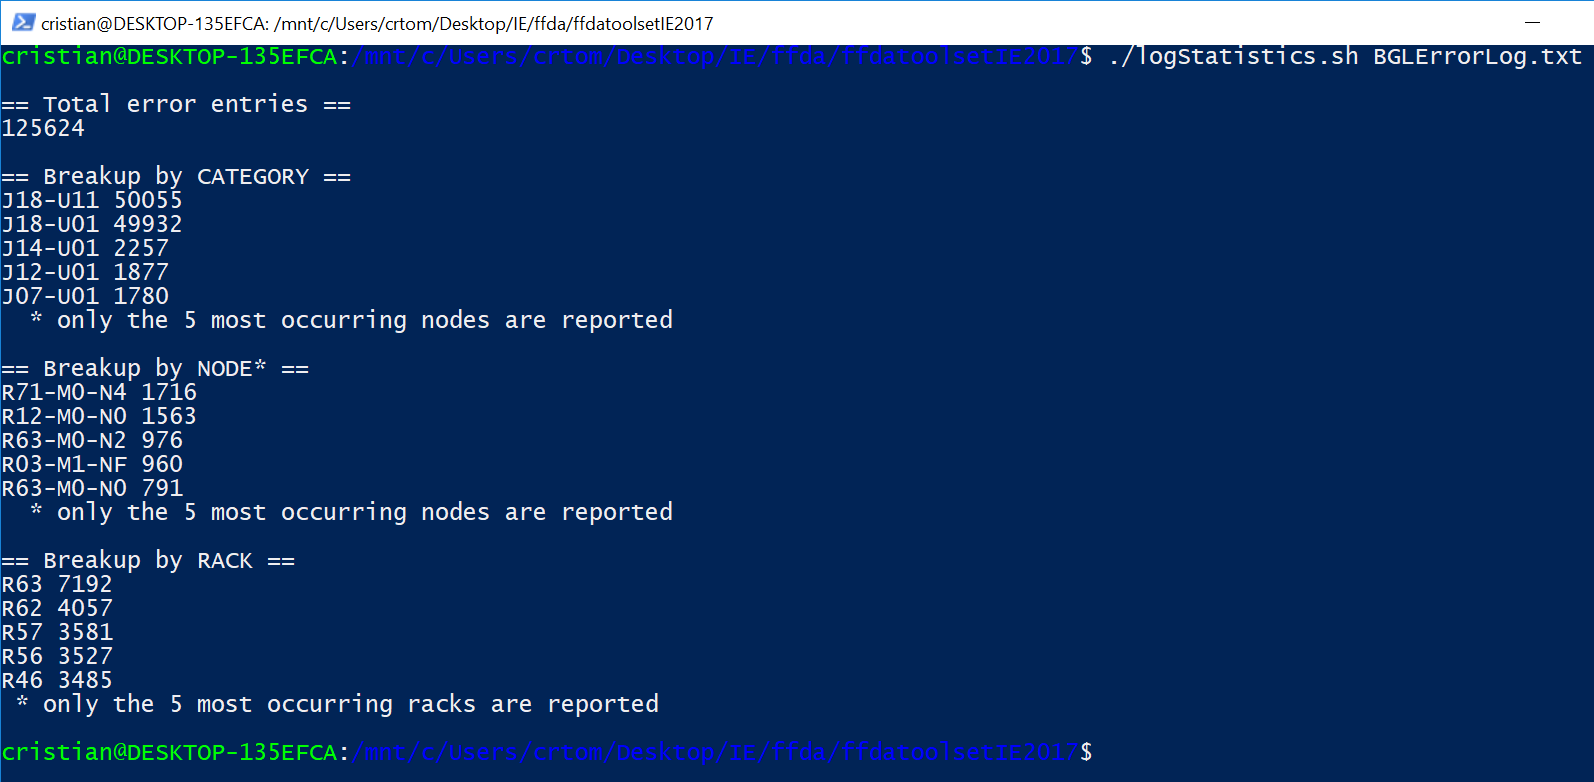 cristian@DESKTOP-135EFCA: /mnt/c/Users/crtom/Desktop/IE/ffda/ffdatoolsetIE2017
cristian@DESKTOP-135EFCA:/mnt/c/Users/crtom/Desktop/IE/ffda/ffdatoolsetIE2017$ ./logStatistics.sh BGLErrorLog.txt
== Total error entries ==
125624
== Breakup by CATEGORY ==
J18-U11 50055
J18-U01 49932
J14-U01 2257
J12-U01 1877
J07-U01 1780
* only the 5 most occurring nodes are reported
== Breakup by NODE* ==
R71-M0-N4 1716
R12-M0-N0 1563
R63-M0-N2 976
R03-M1-NF 960
R63-M0-N0 791
* only the 5 most occurring nodes are reported
== Breakup by RACK ==
R63 7192
R62 4057
R57 3581
R56 3527
R46 3485
* only the 5 most occurring racks are reported
cristian@DESKTOP-135EFCA:/mnt/c/Users/crtom/Desktop/IE/ffda/ffdatoolsetIE2017$